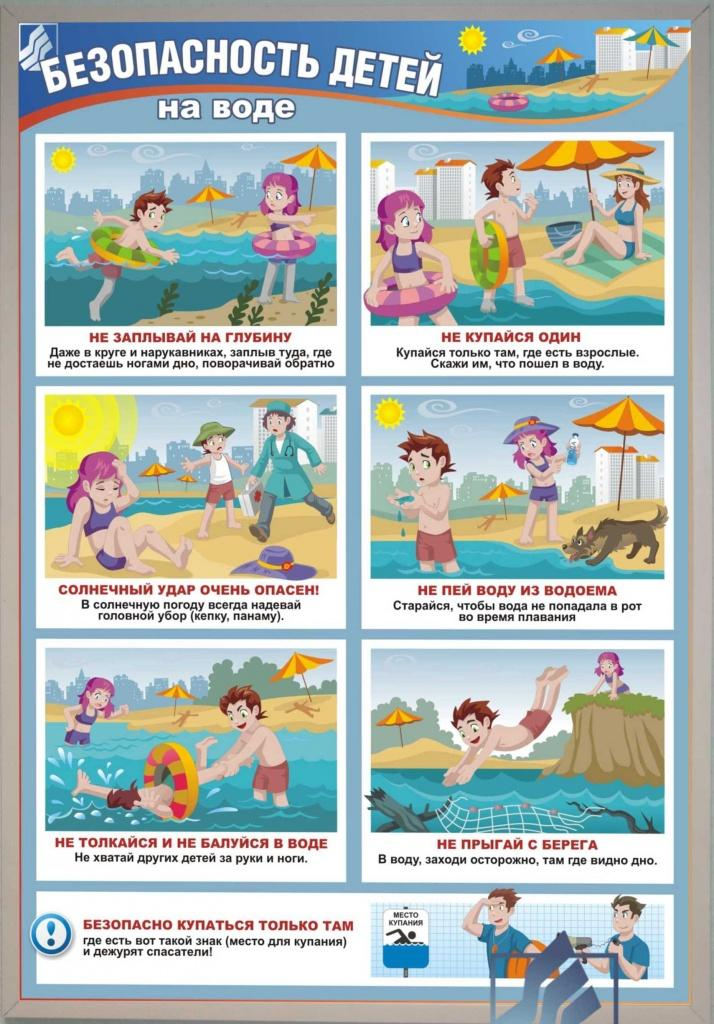 БЕЗОПАСНОСТЬ ДЕТЕЙ
на воде
НЕ ЗАПЛЫВАЙ НА ГЛУБИНУ
Даже в круге и нарукавниках, заплыв туда, где
не достаешь ногами дно, поворачивай обратно
НЕ КУПАЙСЯ ОДИН
Купайся только там, где есть взрослые.
Скажи им, что пошел в воду.
СОЛНЕЧНЫЙ УДАР ОЧЕНЬ ОПАСЕН!
В солнечную погоду всегда надевай
головной убор (кепку, панаму).
НЕ ПЕЙ ВОДУ ИЗ ВОДОЕМА
Старайся, чтобы вода не попадала в рот
во время плавания
НЕ ТОЛКАЙСЯ И НЕ БАЛУЙСЯ В ВОДЕ
Не хватай других детей за руки и ноги.
НЕ ПРЫГАЙ С БЕРЕГА
В воду, заходи осторожно, там где видно дно.
БЕЗОПАСНО КУПАТЬСЯ ТОЛЬКО ТАМ
где есть вот такой знак (место для купания)
и дежурят спасатели!
МЕСТО
КУПАНИЯ